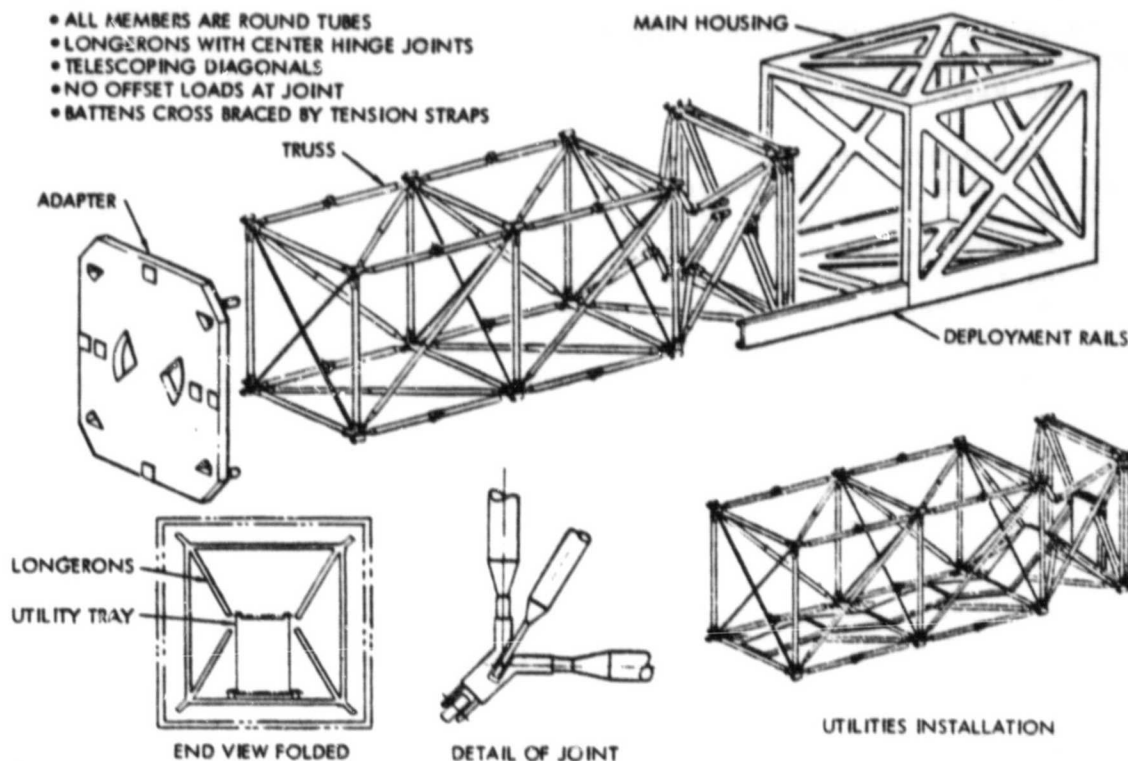 • ALL MEMBERS ARE ROUND TUBES
• LONGERONS WITH CENTER HINGE JOINTS
• TELESCOPING DIAGONALS
• NO OFFSET LOADS AT JOINT
• BATTENS CROSS BRACED BY TENSION STRAPS
MAIN HOUSING
TRUSS
ADAPTER
DEPLOYMENT RAILS
LONGERONS
UTILITY TRAY
END VIEW FOLDED
DETAIL OF JOINT
UTILITIES INSTALLATION